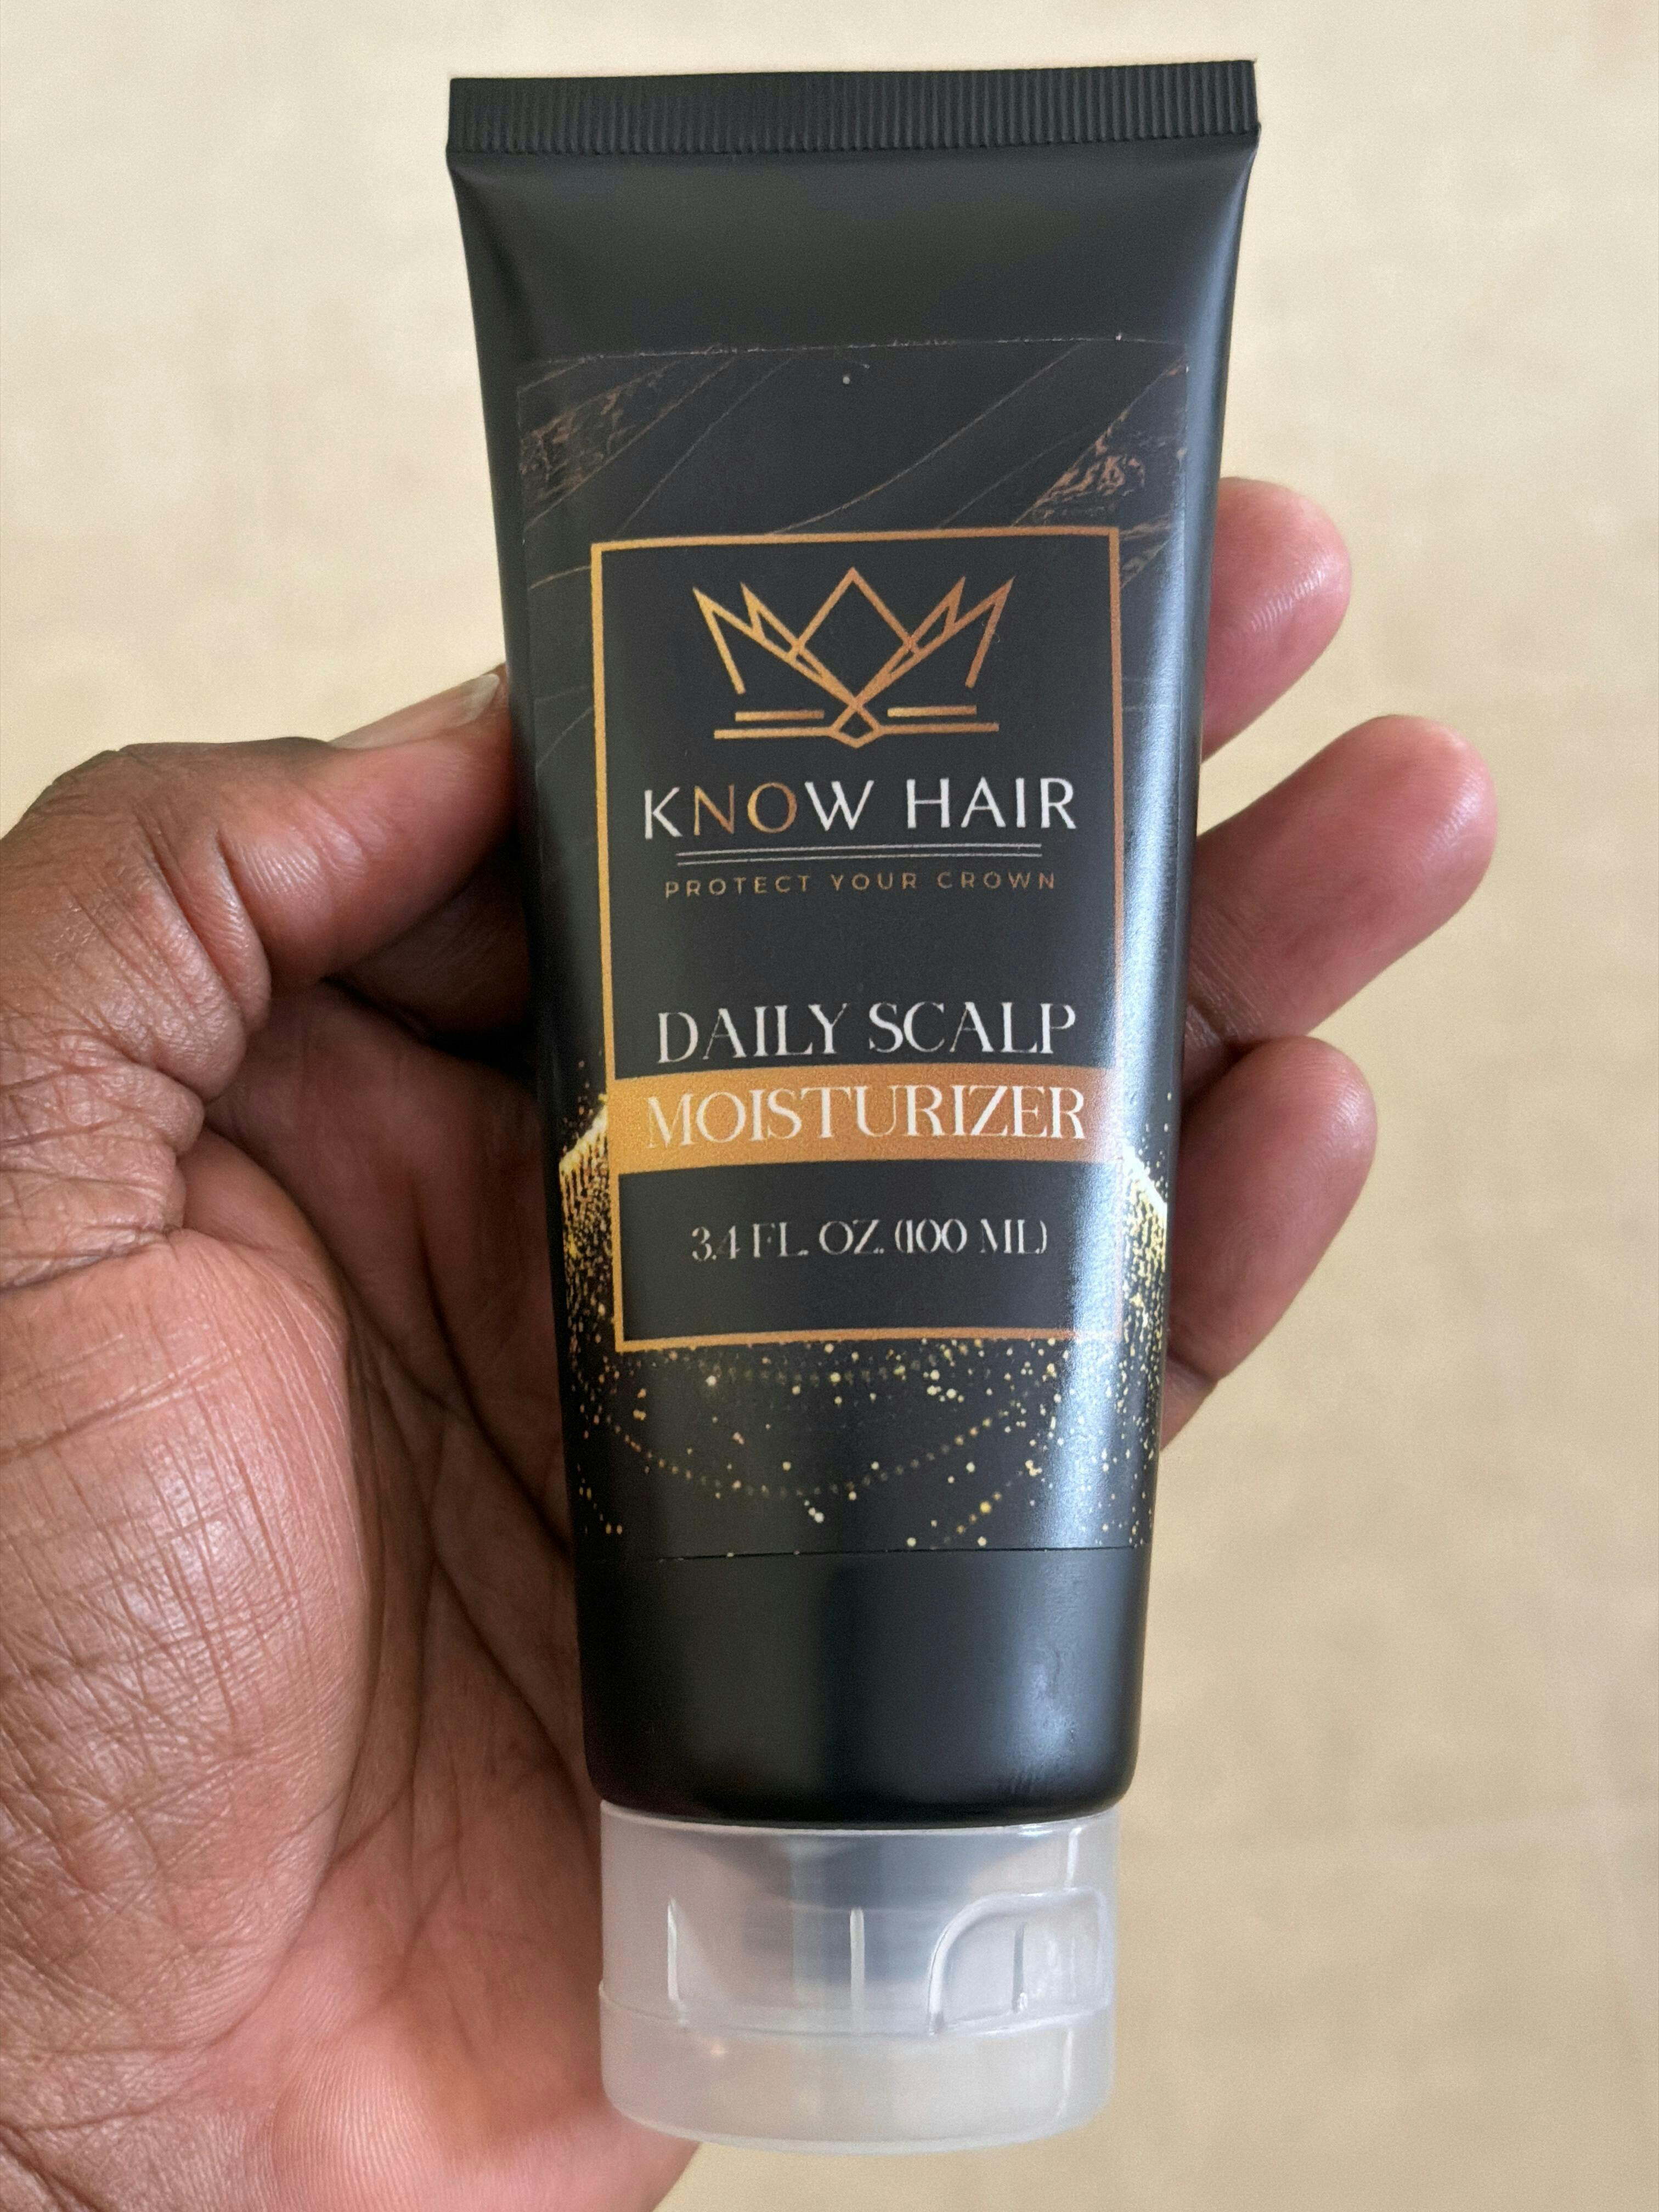 KNOW HAIR
PROTECT YOUR CROWN
DAILY SCALP
MOISTURIZER
3.4 FL. OZ. (100 ML)